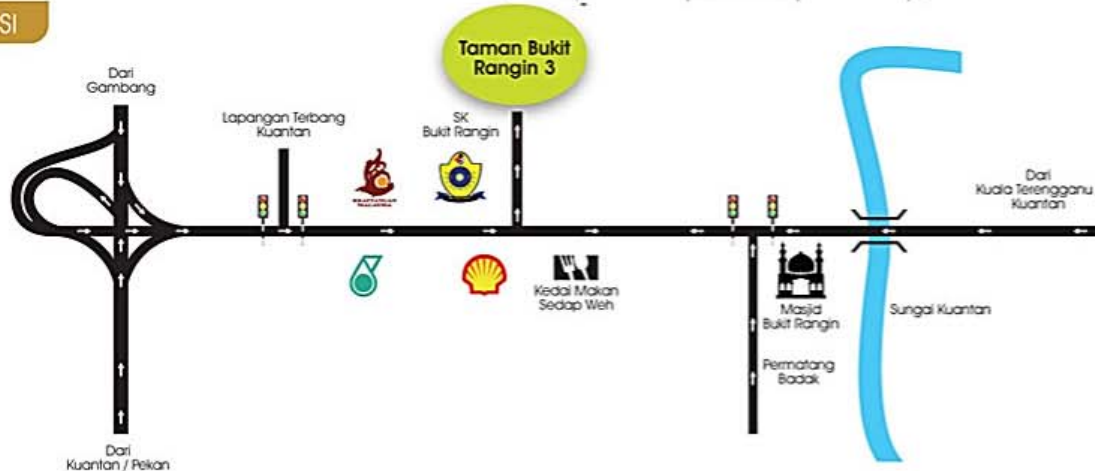 SI
Taman Bukit
Rangin 3
Dari
Gambang
Lapangan Terbang
Kuantan
SK
Bukit Rangin
Dari
Kuala Terengganu
Kuantan
Kedai Makan
Sedap Weh
Masjid
Bukit Rangin
Sungai Kuantan
Permatang
Badak
Dari
Kuantan / Pekan